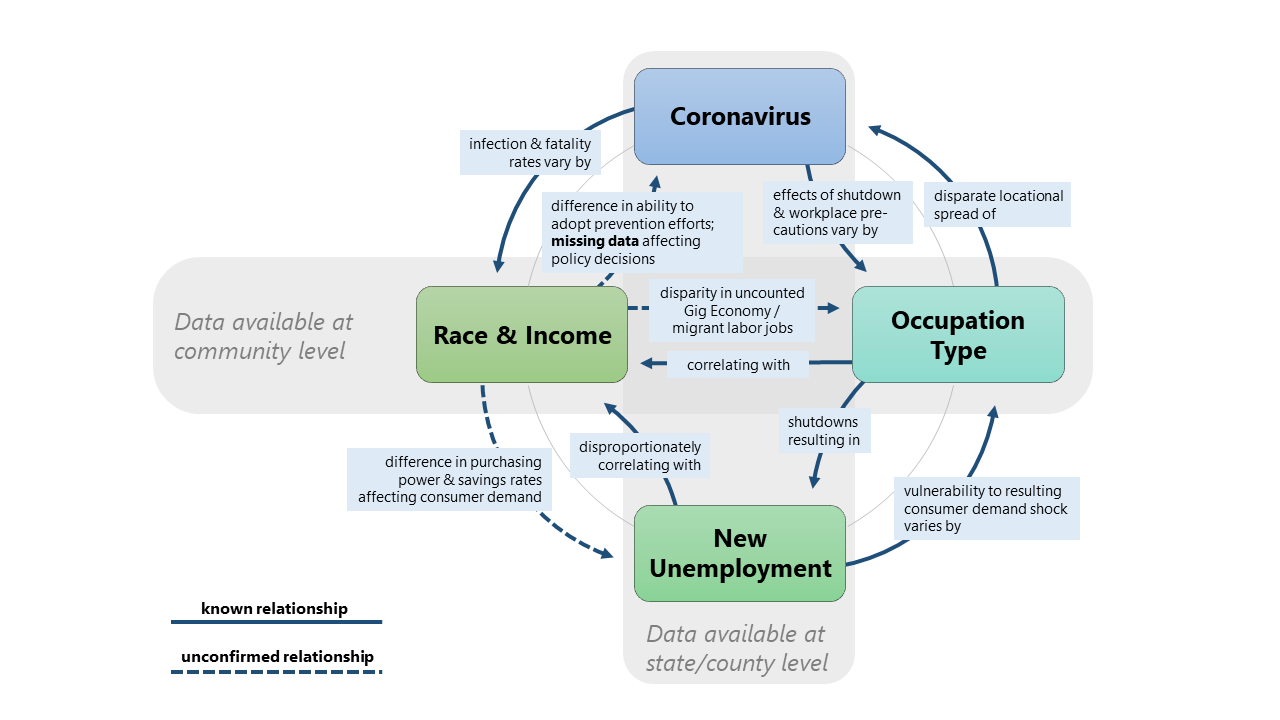 Coronavirus
infection & fatality
rates vary by
difference in ability to
adopt prevention efforts;
missing data affecting
policy decisions
effects of shutdown
& workplace pre-
cautions vary by
disparate locational
spread of
Data available at
community level
Race & Income
disparity in uncounted
Gig Economy /
migrant labor jobs
correlating with
Occupation
Type
shutdowns
resulting in
disproportionately
correlating with
difference in purchasing
power & savings rates
affecting consumer demand
vulnerability to resulting
consumer demand shock
varies by
New
Unemployment
Data available at
state/county level
known relationship
unconfirmed relationship